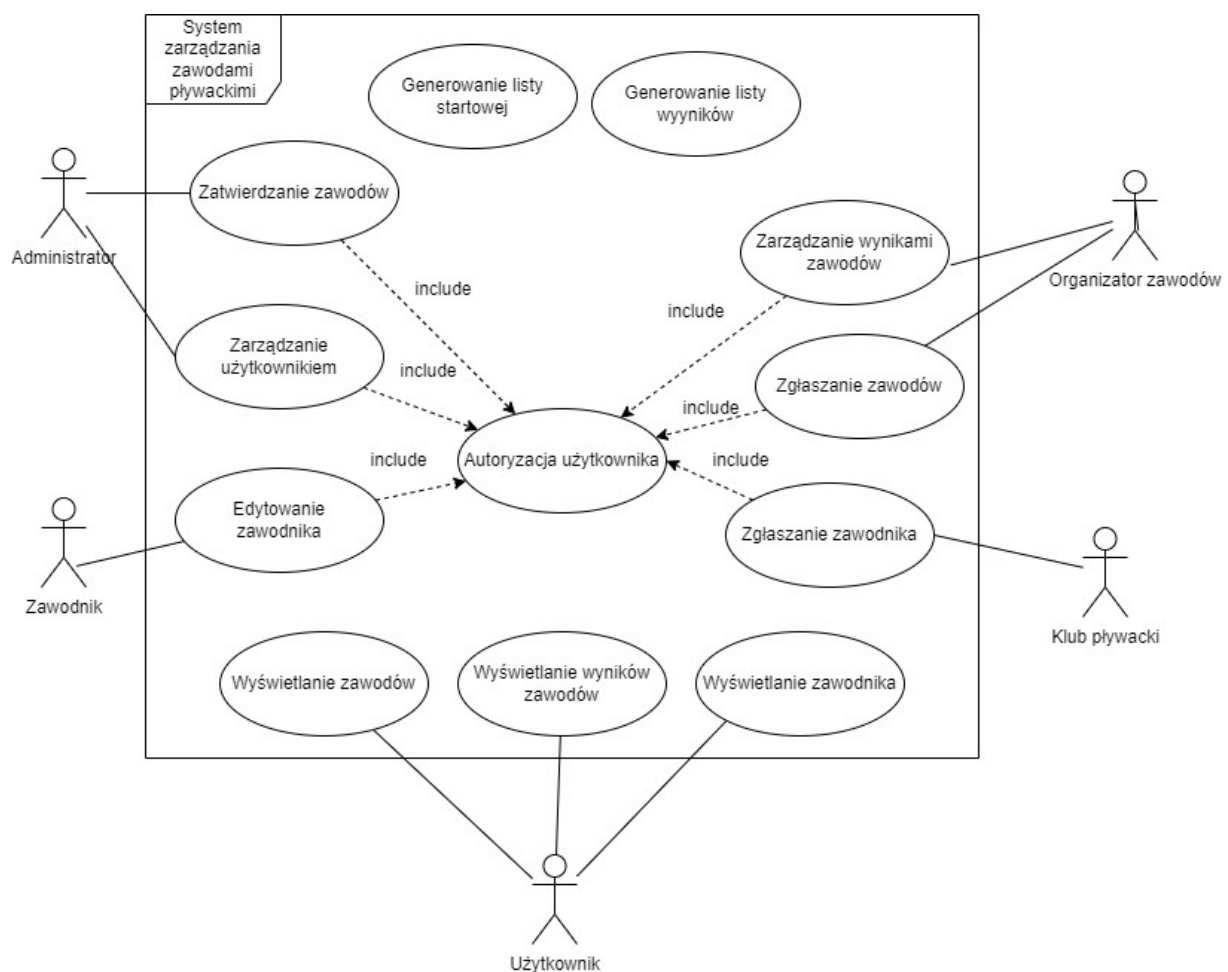 System
zarządzania
zawodami
pływackimi
Generowanie listy
startowej
Generowanie listy
wyyników
Zatwierdzanie zawodów
Administrator
Zarządzanie wynikami
zawodów
Organizator zawodów
include
include
Zarządzanie
użytkownikiem
include
Zgłaszanie zawodów
include
Autoryzacja użytkownika
include
include
Edytowanie
zawodnika
Zgłaszanie zawodnika
Zawodnik
Klub pływacki
Wyświetlanie zawodów
Wyświetlanie wyników
zawodów
Wyświetlanie zawodnika
Użytkownik